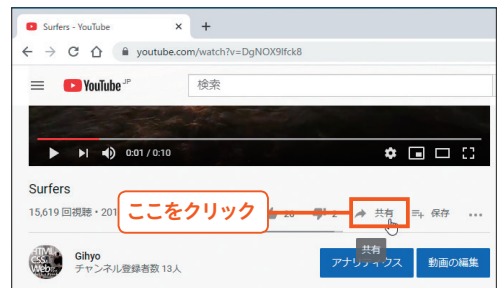 Surfers - YouTube
youtube.com/watch?v=DgNOX9lfck8
YouTube JP
検索
0:01 / 0:10
Surfers
15,619 回視聴・201
ここをクリック
20
2
共有
保存
共有
HTML
CSS
Web
Gihyo
チャンネル登録者数 13人
アナリティクス
動画の編集